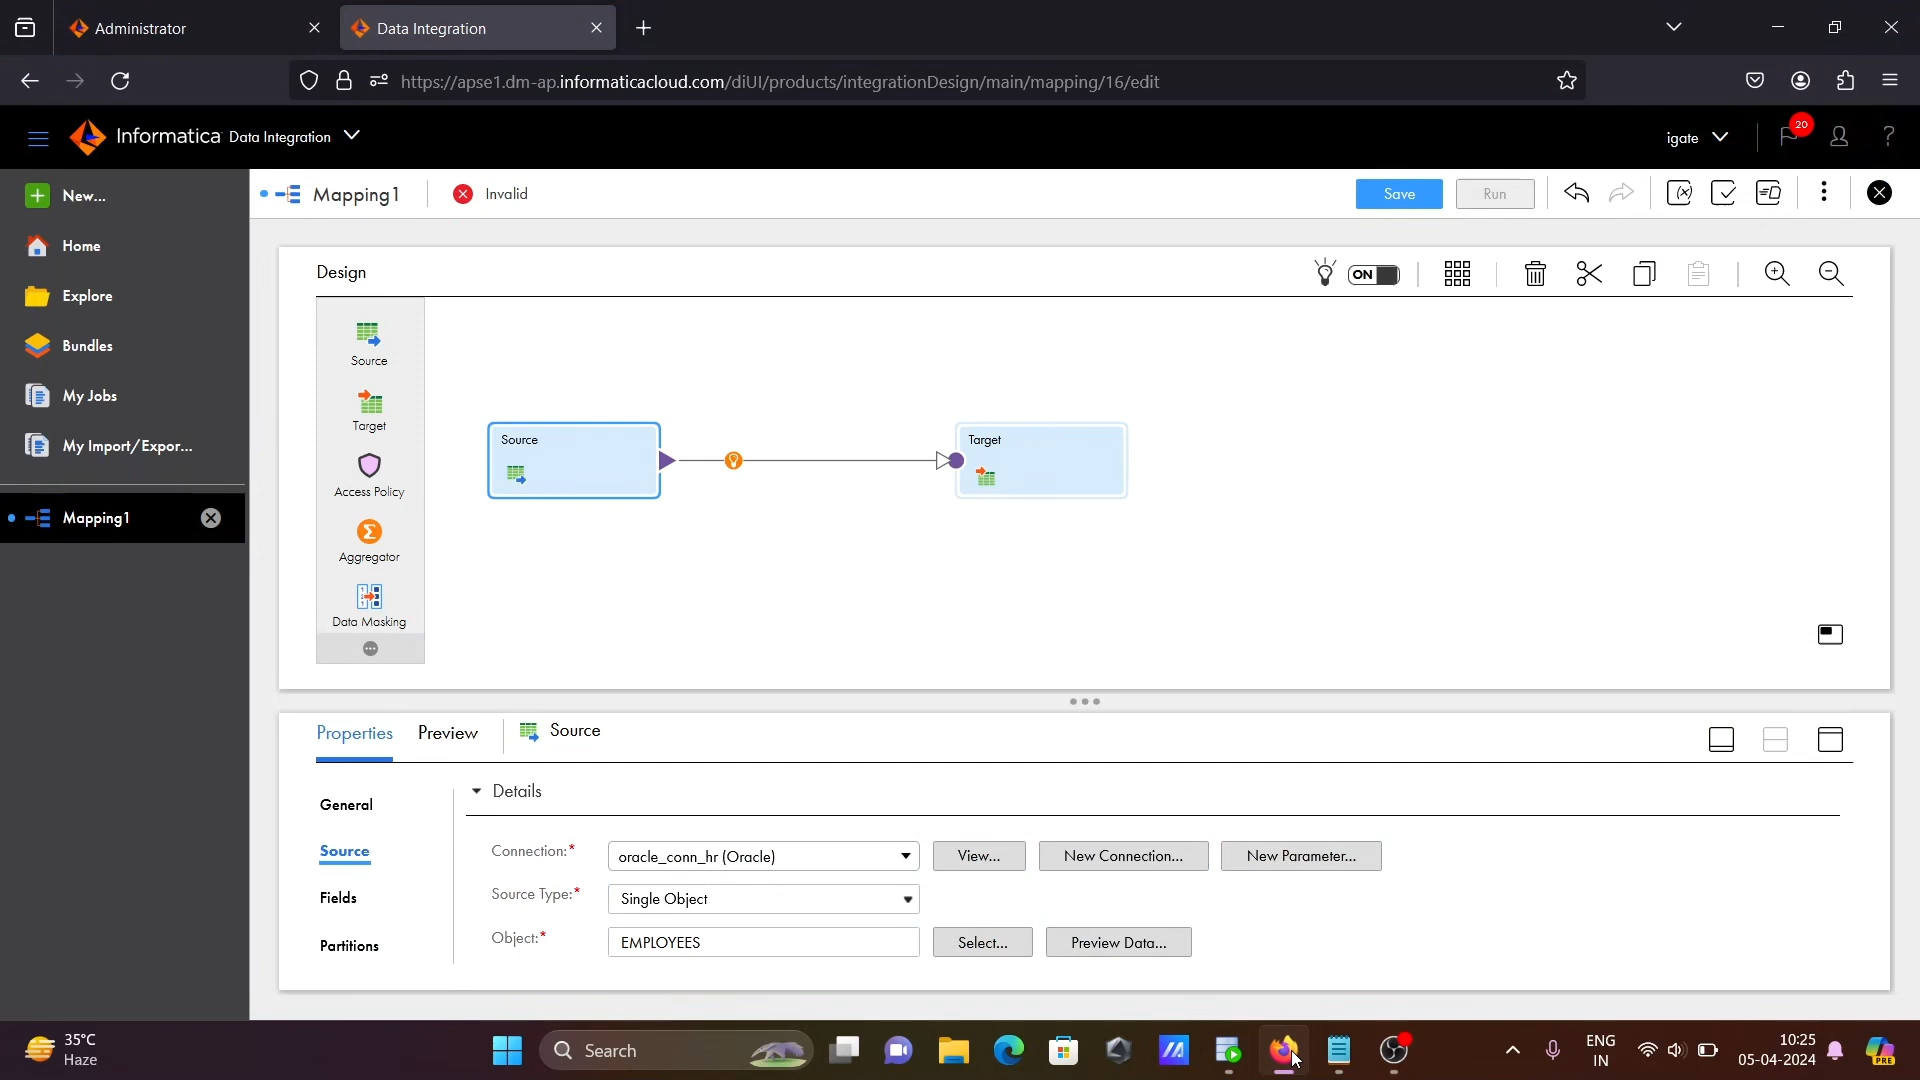 Administrator
Data Integration
https://apse1.dm-ap.informaticacloud.com/diUI/products/integrationDesign/main/mapping/16/edit
Informatica Data Integration
igate
20
?
New...
Home
Explore
Bundles
My Jobs
My Import/Expor...
Mapping1
Mapping1
Invalid
Save
Run
Design
ON
Source
Target
Access Policy
Aggregator
Data Masking
Source
Target
Properties
Preview
Source
General
Source
Fields
Partitions
Details
Connection:*
oracle_conn_hr (Oracle)
View...
New Connection...
New Parameter...
Source Type:*
Single Object
Object:*
EMPLOYEES
Select...
Preview Data...
35°C
Haze
Search
ENG
IN
10:25
05-04-2024
PRE